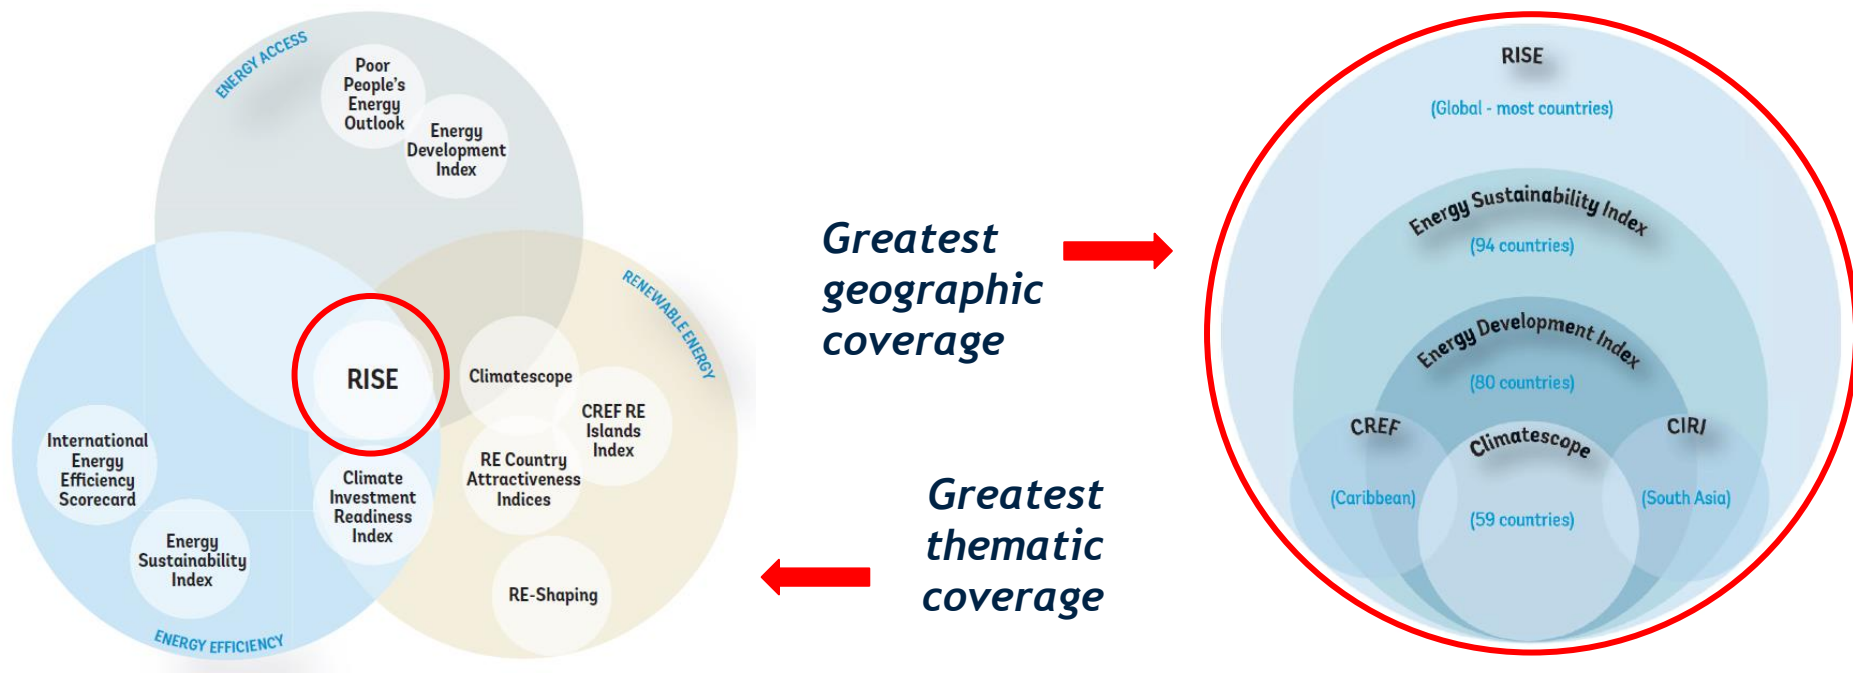 ENERGY ACCESS
Poor
People's
Energy
Outlook
Energy
Development
Index
RENEWABLE ENERGY
RISE
Climatescope
CREF RE
Islands
Index
RE Country
Attractiveness
Indices
RE-Shaping
International
Energy
Efficiency
Scorecard
Climate
Investment
Readiness
Index
Energy
Sustainability
Index
ENERGY EFFICIENCY
Greatest
geographic
coverage
Greatest
thematic
coverage
RISE
(Global - most countries)
Energy Sustainability Index
(94 countries)
Energy Development Index
(80 countries)
CREF
(Caribbean)
Climatescope
(59 countries)
CIRI
(South Asia)